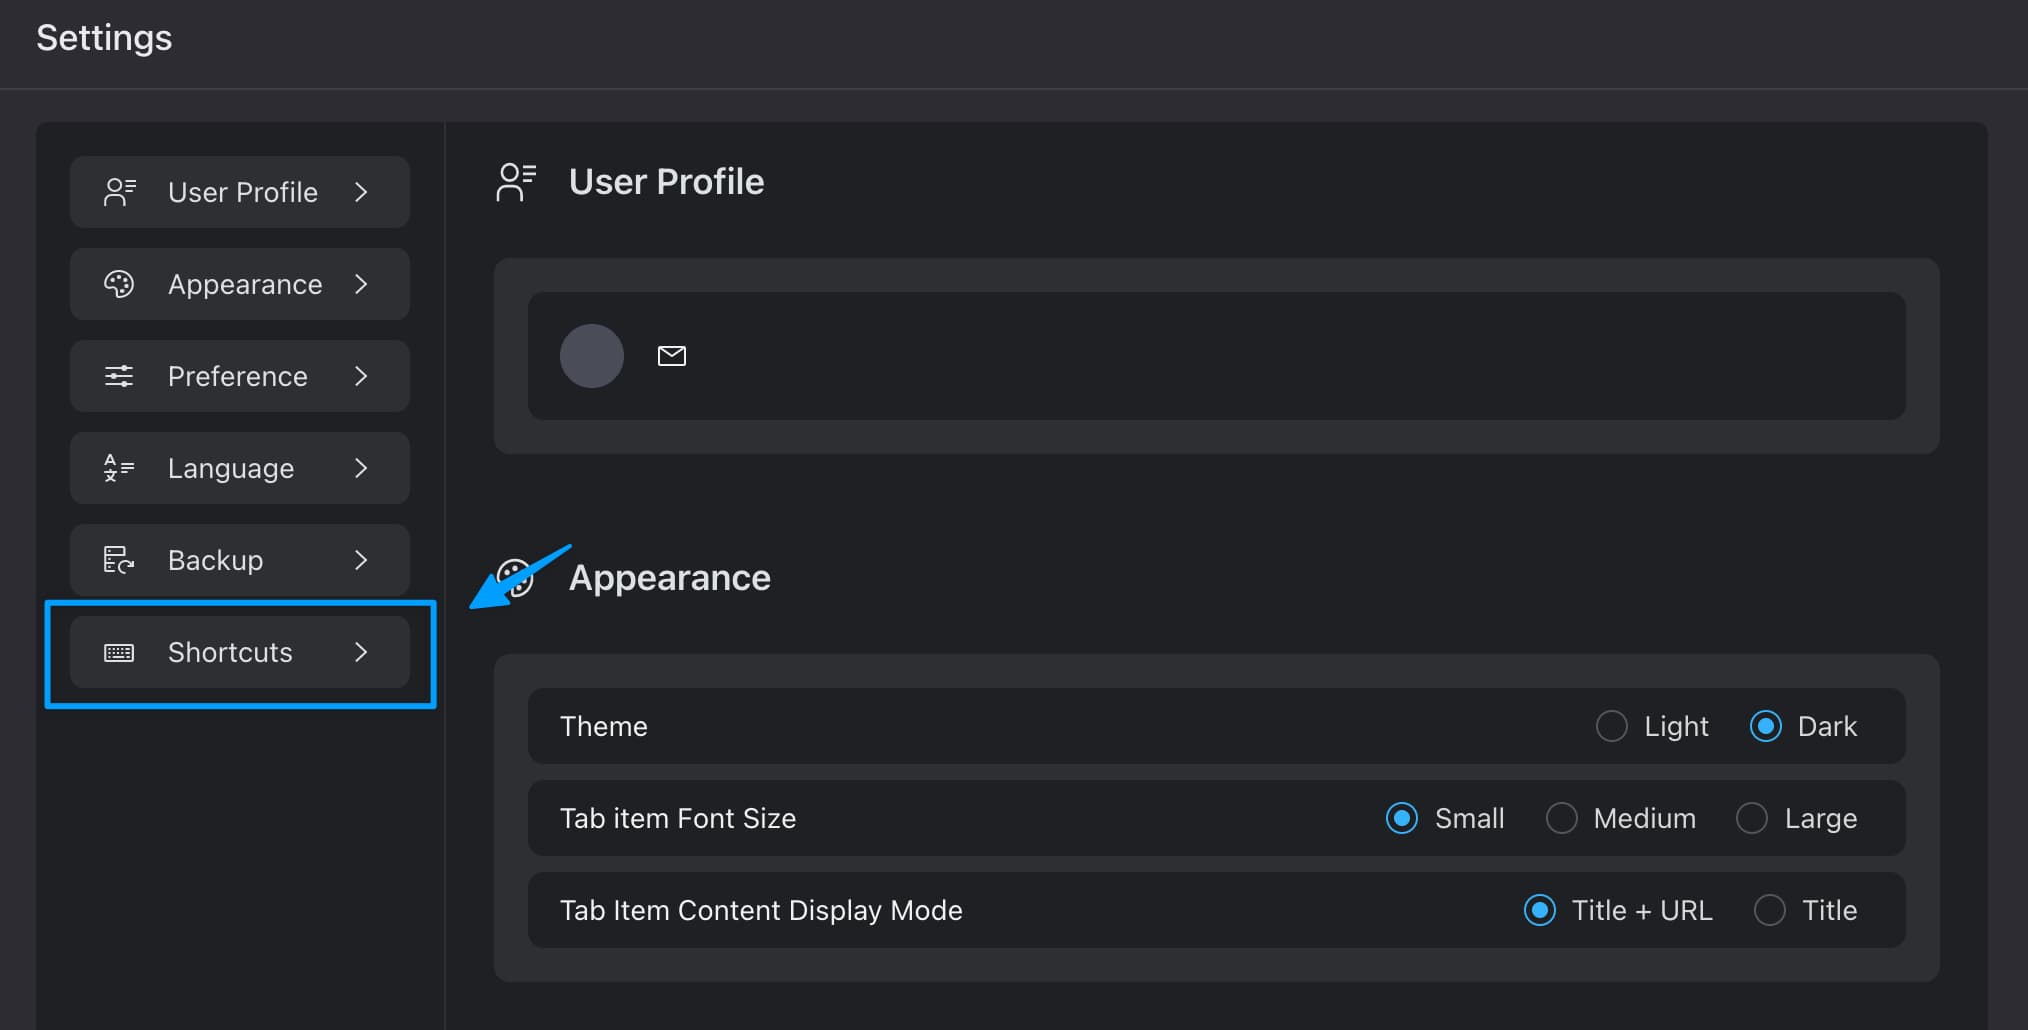 Settings
User Profile
Appearance
Preference
Language
Backup
Shortcuts
User Profile
Appearance
Theme
Light
Dark
Tab item Font Size
Small
Medium
Large
Tab Item Content Display Mode
Title + URL
Title